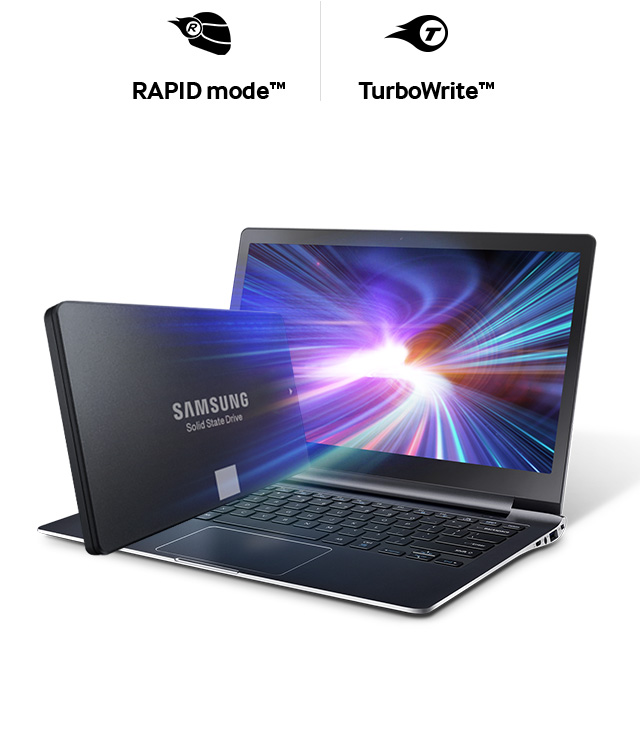 R
T
RAPID mode™
TurboWrite™
SAMSUNG
Solid State Drive